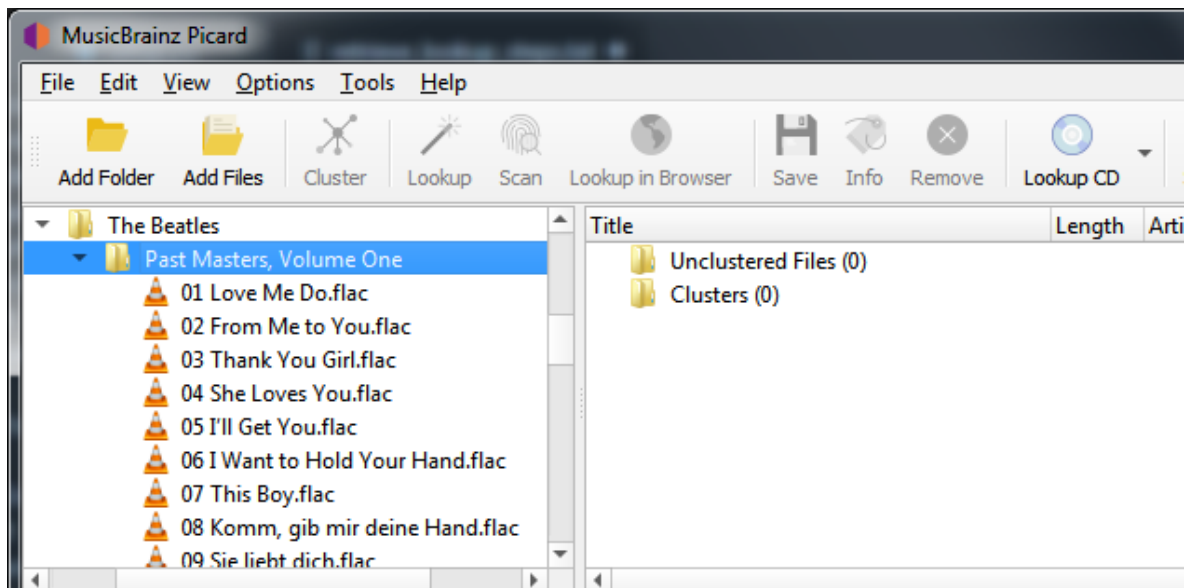 MusicBrainz Picard
File Edit View Options Tools Help
Add Folder Add Files Cluster Lookup Scan Lookup in Browser Save Info Remove Lookup CD
The Beatles
Past Masters, Volume One
01 Love Me Do.flac
02 From Me to You.flac
03 Thank You Girl.flac
04 She Loves You.flac
05 I'll Get You.flac
06 I Want to Hold Your Hand.flac
07 This Boy.flac
08 Komm, gib mir deine Hand.flac
09 Sie liebt dich.flac
Title Length Arti
Unclustered Files (0)
Clusters (0)